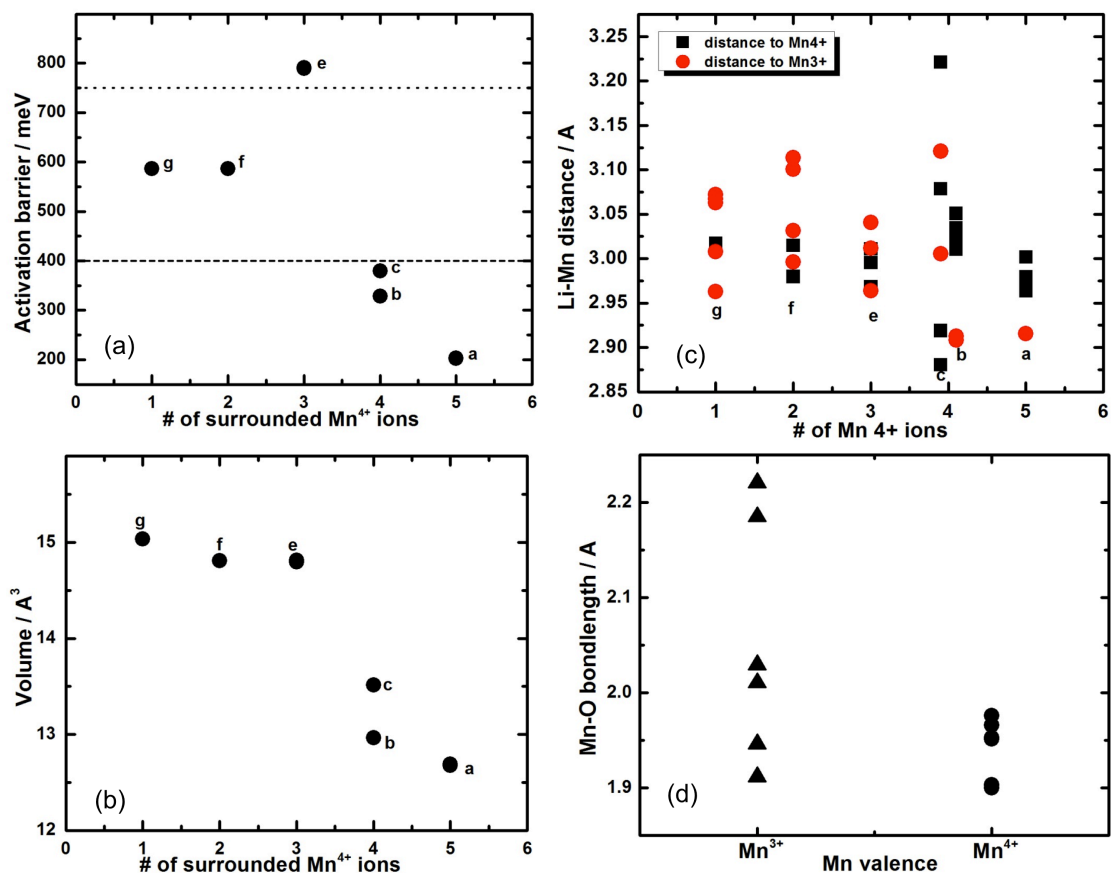 800
700
600
500
400
300
200
0 1 2 3 4 5 6
Activation barrier / meV
# of surrounded Mn⁴⁺ ions
(a)
e
g
f
c
b
a
3.25
3.20
3.15
3.10
3.05
3.00
2.95
2.90
2.85
0 1 2 3 4 5 6
Li-Mn distance / A
# of Mn 4+ ions
distance to Mn4+
distance to Mn3+
(c)
g
f
e
b
a
c
15
14
13
12
0 1 2 3 4 5 6
Volume / A³
# of surrounded Mn⁴⁺ ions
(b)
g
f
e
c
b
a
2.2
2.1
2.0
1.9
Mn-O bondlength / A
(d)
Mn³⁺ Mn⁴⁺
Mn valence